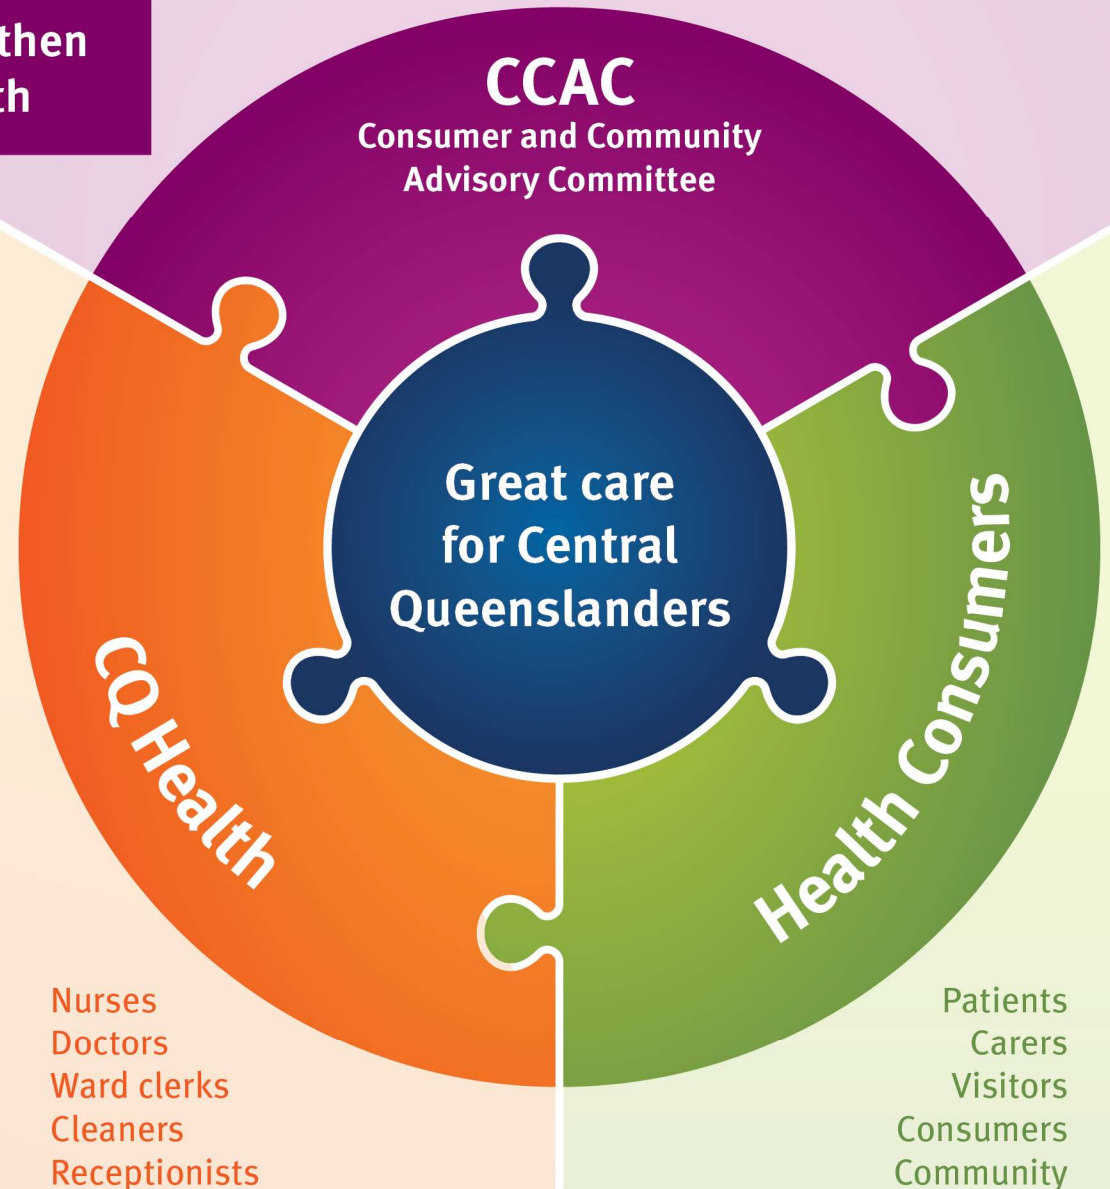 then
th
CCAC
Consumer and Community
Advisory Committee
Great care
for Central
Queenslanders
CQ Health
Health Consumers
Nurses
Doctors
Ward clerks
Cleaners
Receptionists
Patients
Carers
Visitors
Consumers
Community